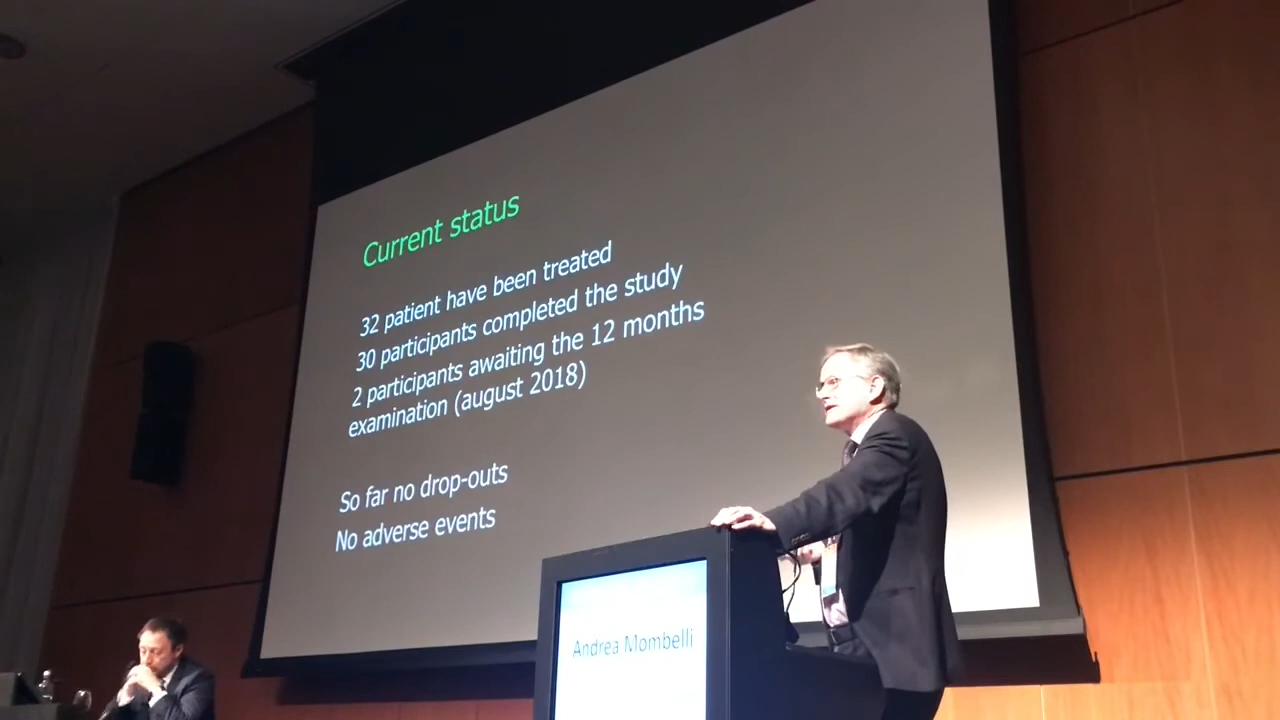 Current status
32 patient have been treated
30 participants completed the study
2 participants awaiting the 12 months
examination (august 2018)
So far no drop-outs
No adverse events
Andrea Mombelli